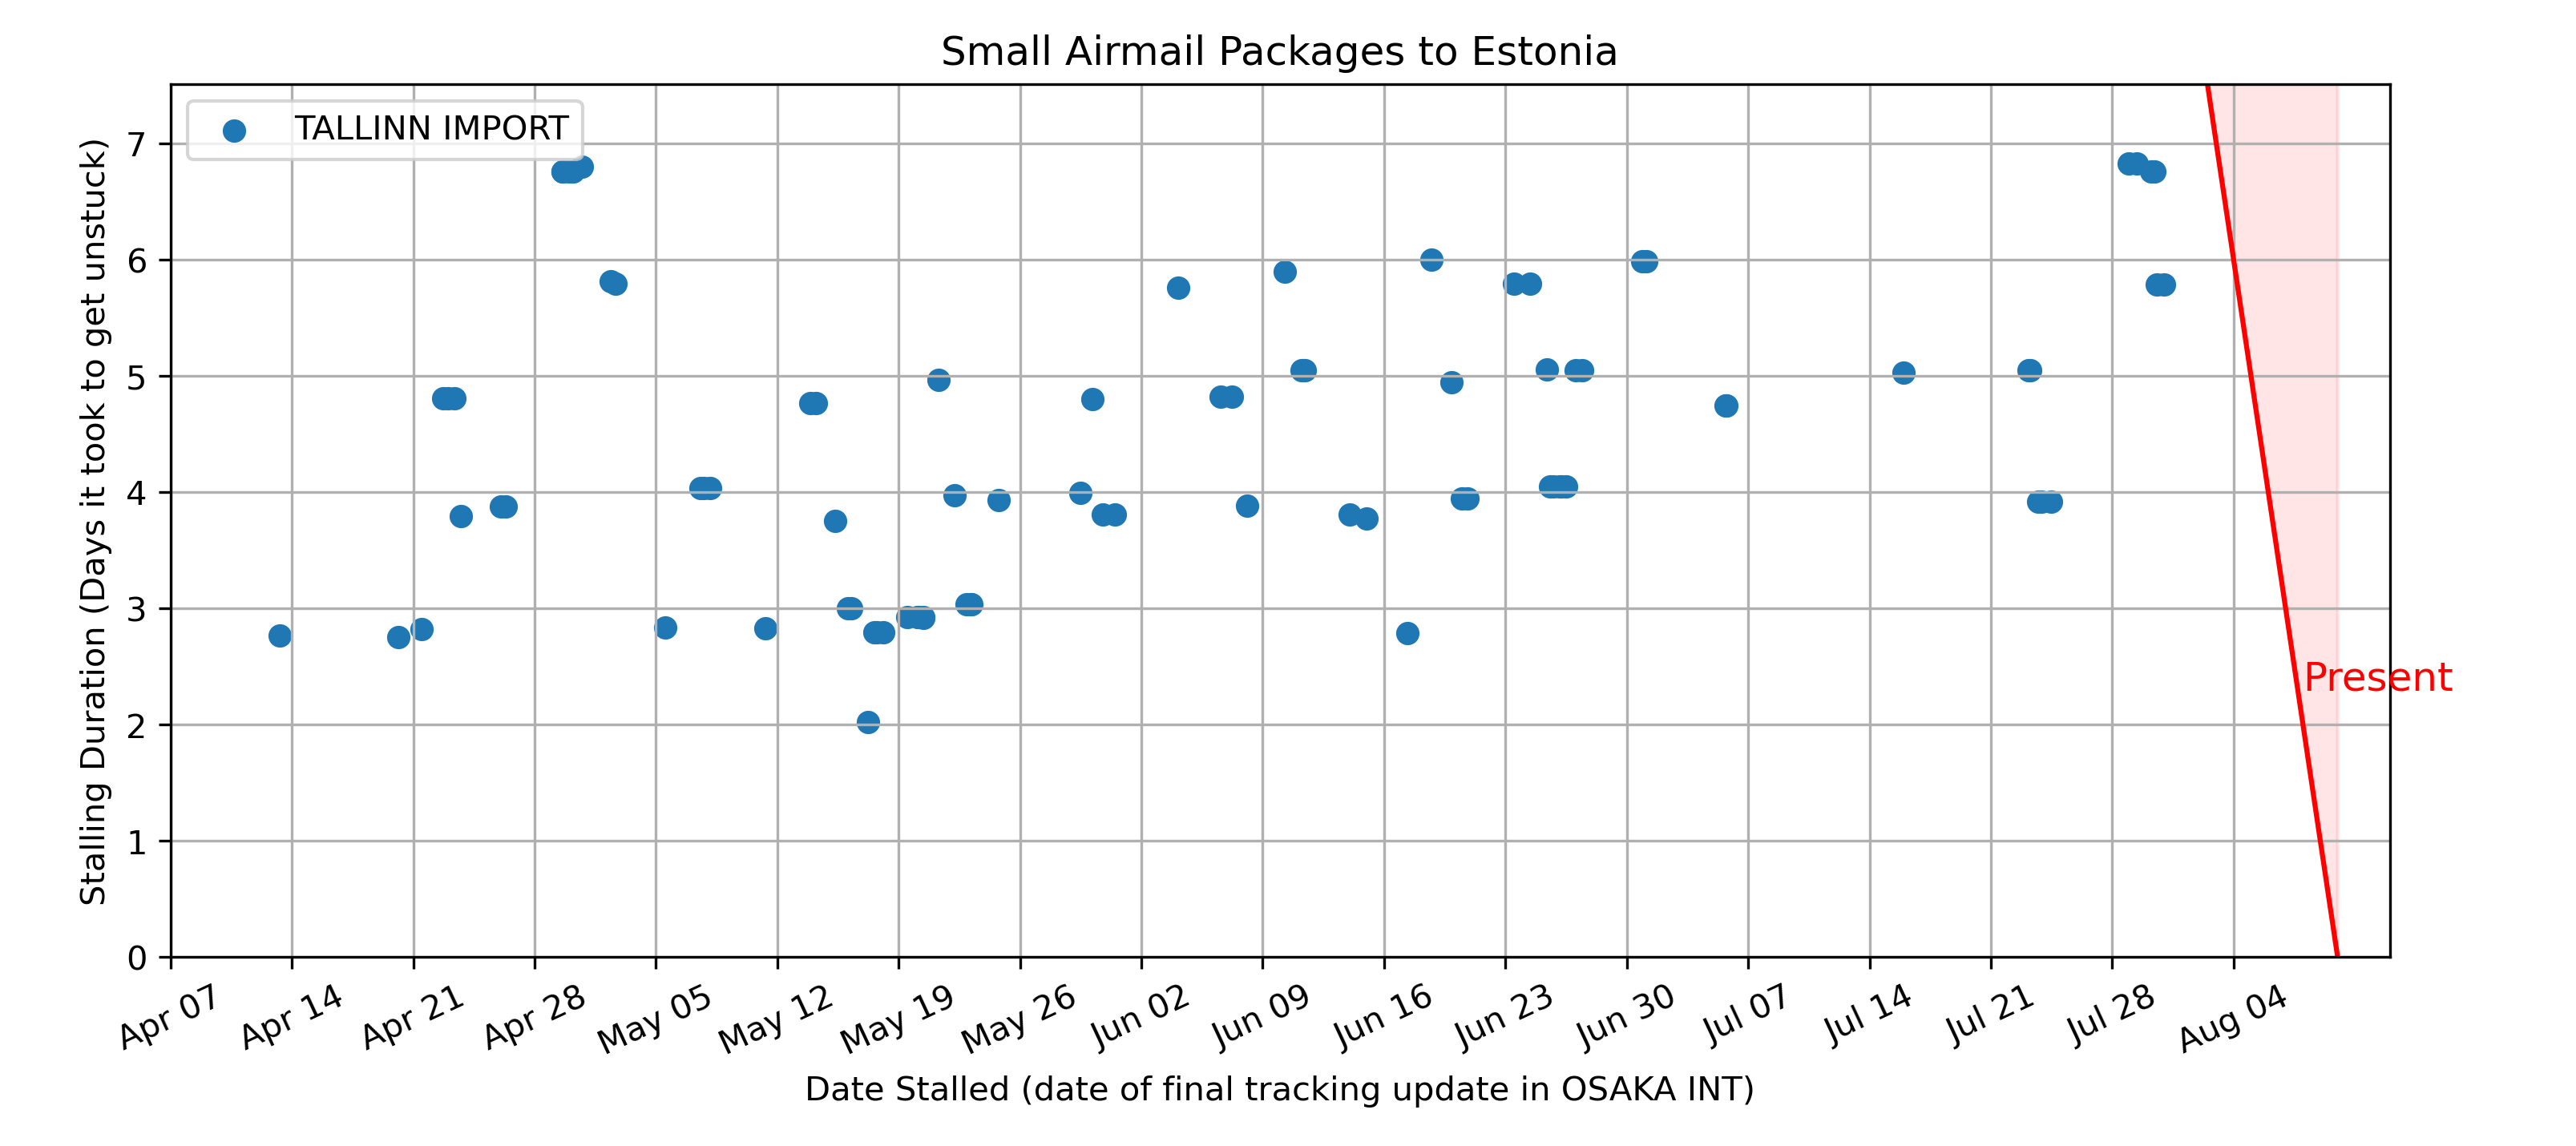 Small Airmail Packages to Estonia
TALLINN IMPORT
Stalling Duration (Days it took to get unstuck)
7
6
5
4
3
2
1
0
Present
Apr 07
Apr 14
Apr 21
Apr 28
May 05
May 12
May 19
May 26
Jun 02
Jun 09
Jun 16
Jun 23
Jun 30
Jul 07
Jul 14
Jul 21
Jul 28
Aug 04
Date Stalled (date of final tracking update in OSAKA INT)